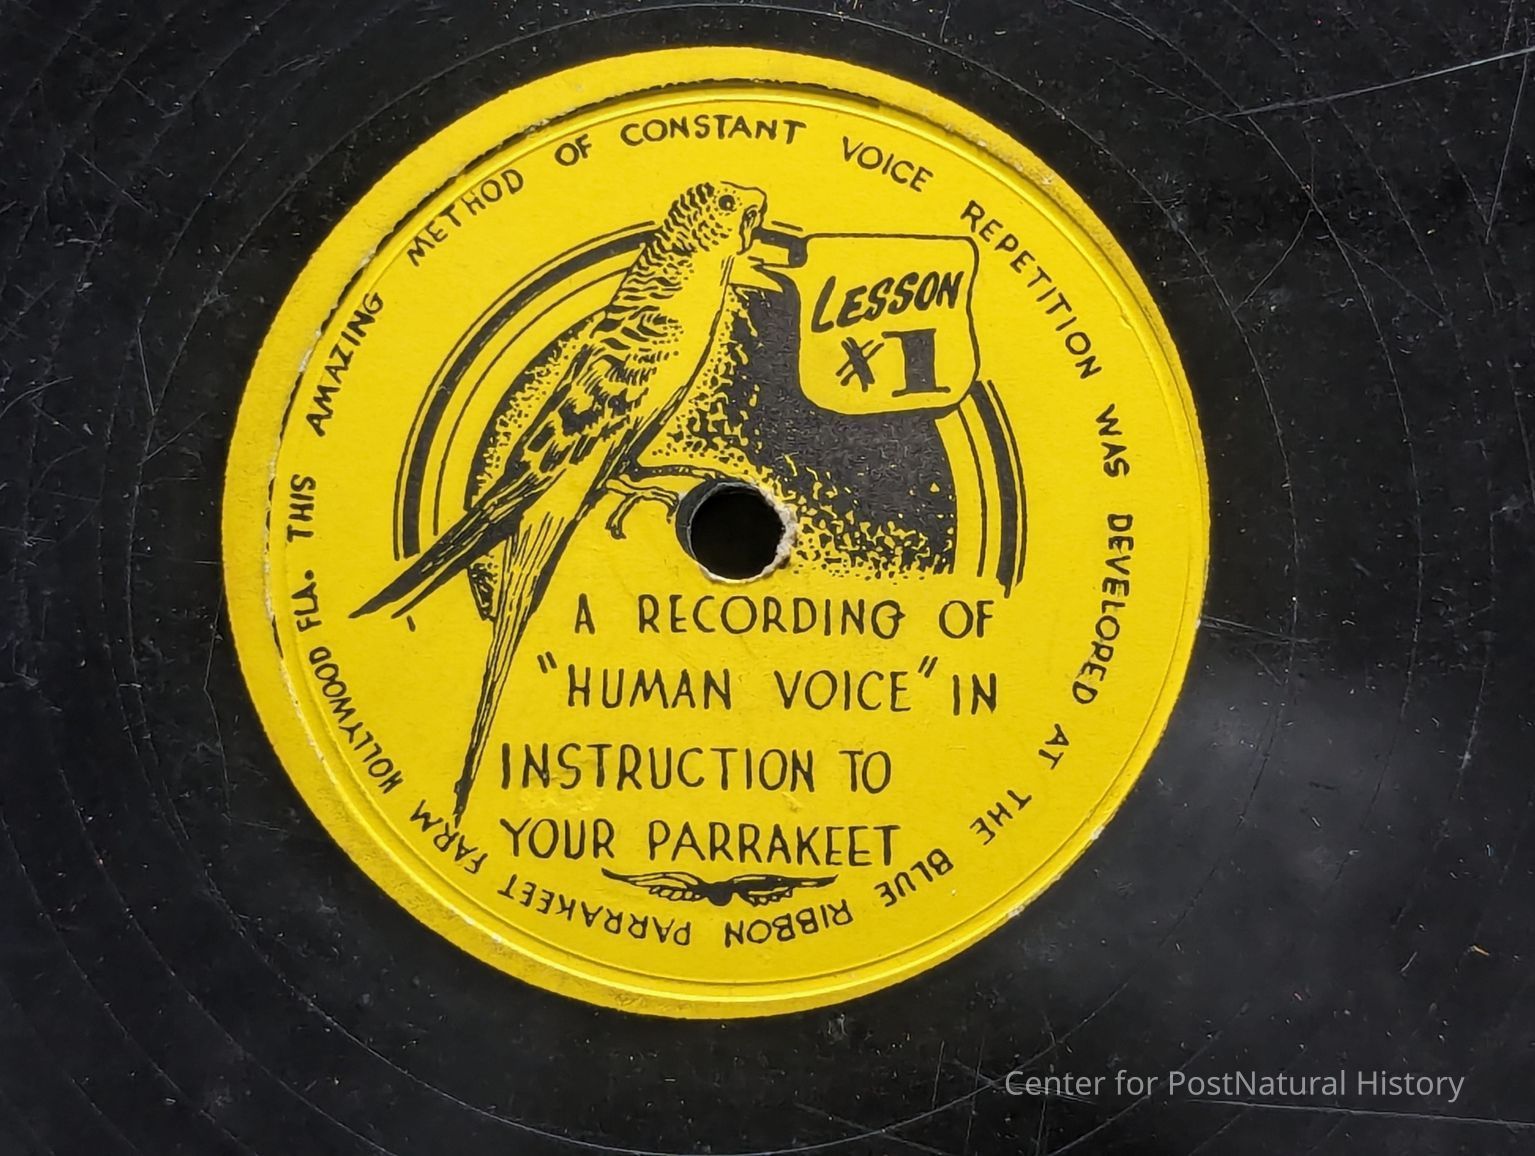 THIS AMAZING METHOD OF CONSTANT VOICE REPETITION WAS DEVELOPED AT THE BLUE RIBBON PARRAKEET FARM HOLLYWOOD FLA.
LESSON
#1
A RECORDING OF
"HUMAN VOICE" IN
INSTRUCTION TO
YOUR PARRAKEET
Center for PostNatural History